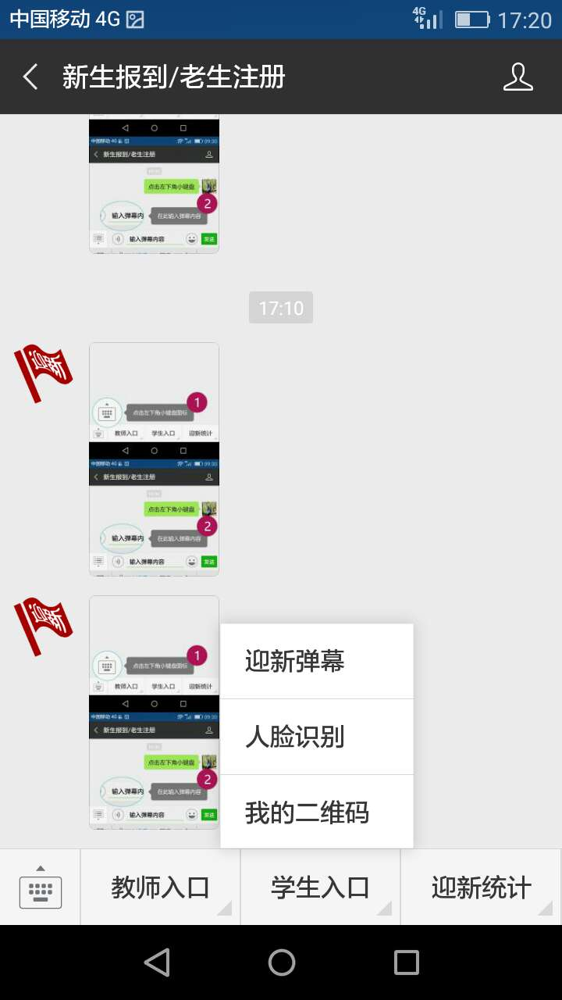 中国移动 4G
4G
17:20
新生报到/老生注册
中国移动 4G
09:30
新生报到/老生注册
点击左下角小键盘
2
输入弹幕内
在此输入弹幕内容
输入弹幕内容
发送
17:10
迎新
1
点击左下角小键盘图标
教师入口
学生入口
迎新统计
中国移动 4G
09:30
新生报到/老生注册
点击左下角小键盘
2
输入弹幕内
在此输入弹幕内容
输入弹幕内容
发送
迎新
1
点击左下角小键盘图标
教师入口
学生入口
迎新统计
中国移动 4G
09:30
新生报到/老生注册
点击左下角小键盘
2
输入弹幕内
在此输入弹幕内容
输入弹幕内容
发送
迎新弹幕
人脸识别
我的二维码
教师入口
学生入口
迎新统计